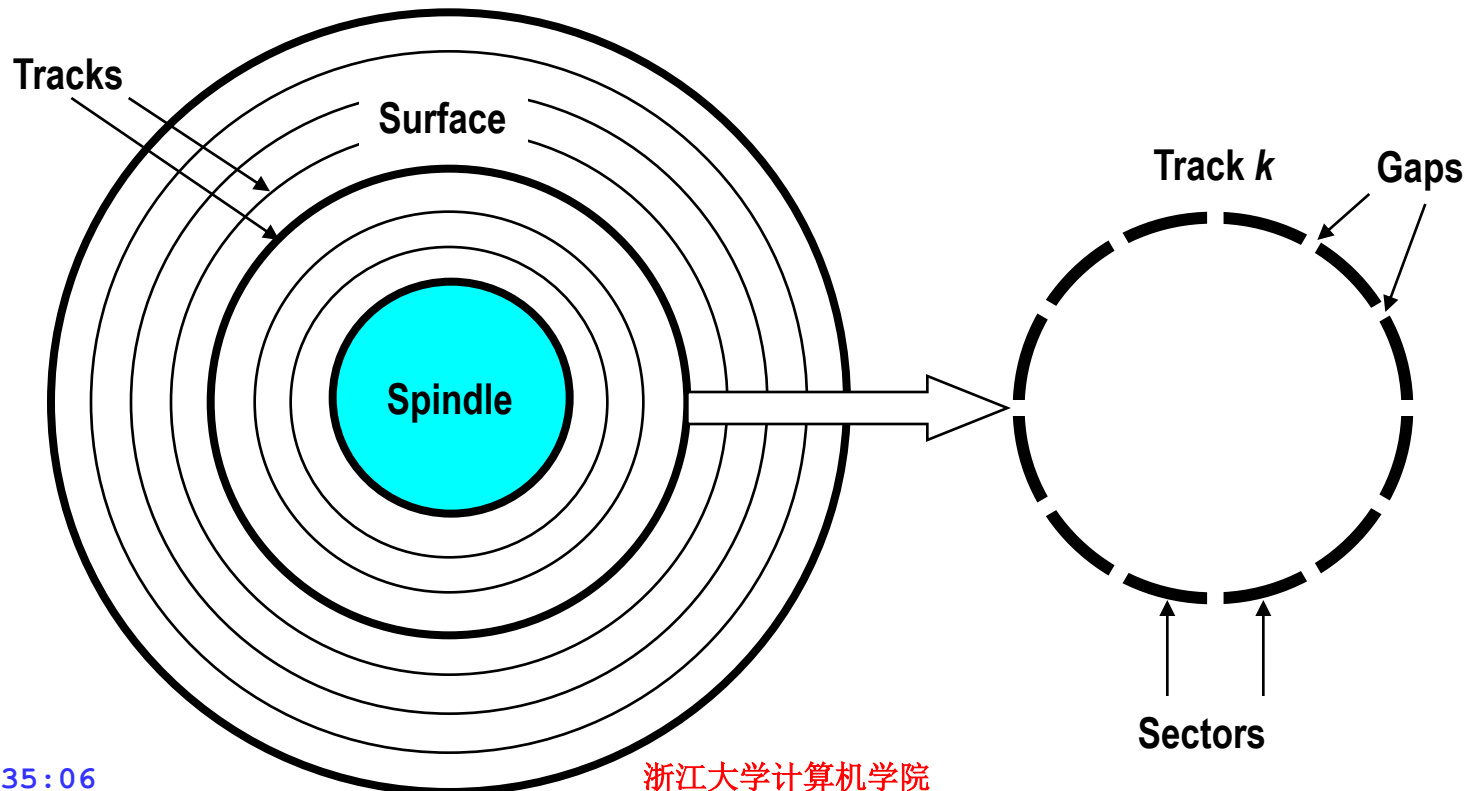 Tracks
Surface
Spindle
Track k
Gaps
Sectors
35:06
浙江大学计算机学院